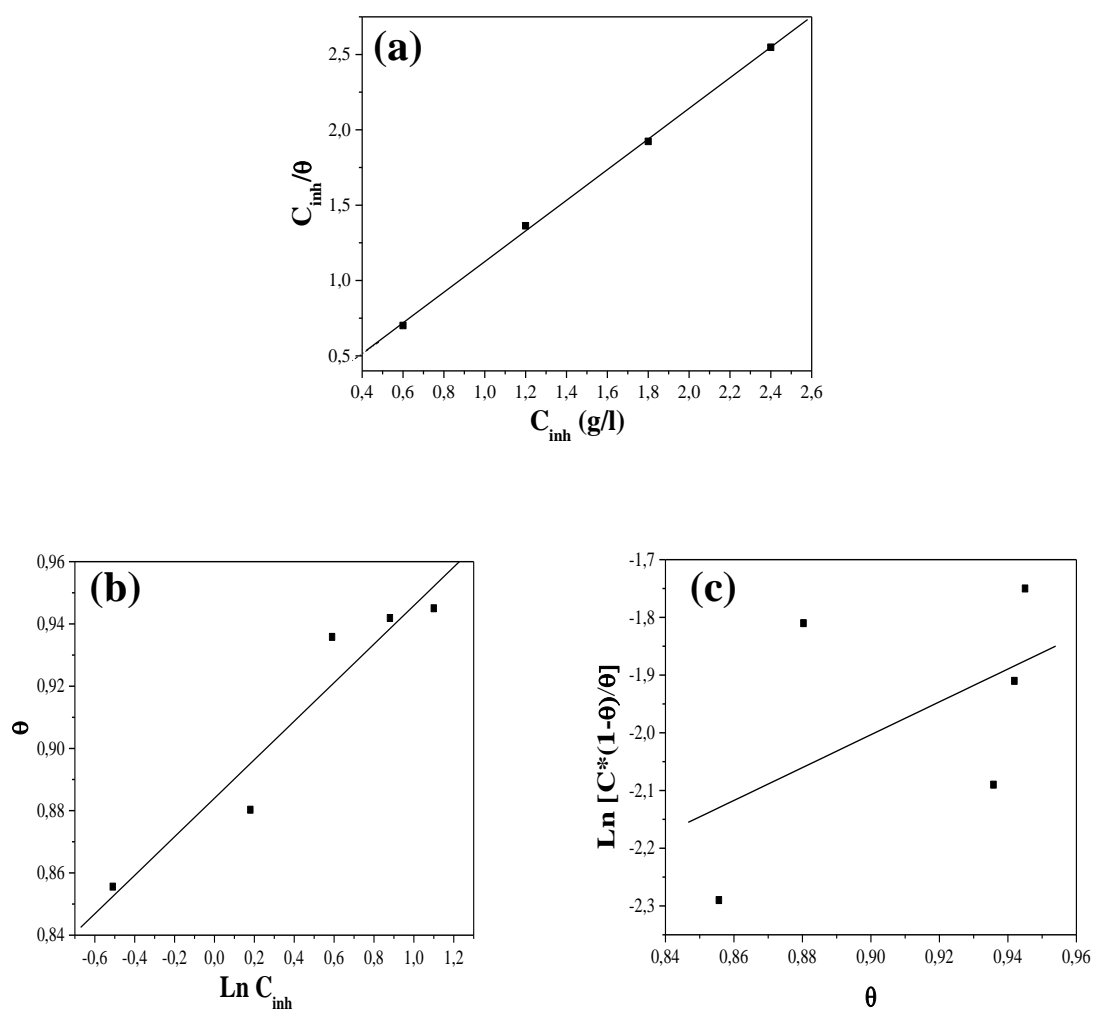 (a)
2,5
2,0
1,5
1,0
0,5
C_inh/θ
0,4 0,6 0,8 1,0 1,2 1,4 1,6 1,8 2,0 2,2 2,4 2,6
C_inh (g/l)
(b)
0,96
0,94
0,92
0,90
0,88
0,86
0,84
θ
-0,6 -0,4 -0,2 0,0 0,2 0,4 0,6 0,8 1,0 1,2
Ln C_inh
(c)
-1,7
-1,8
-1,9
-2,0
-2,1
-2,2
-2,3
Ln [C*(1-θ)/θ]
0,84 0,86 0,88 0,90 0,92 0,94 0,96
θ